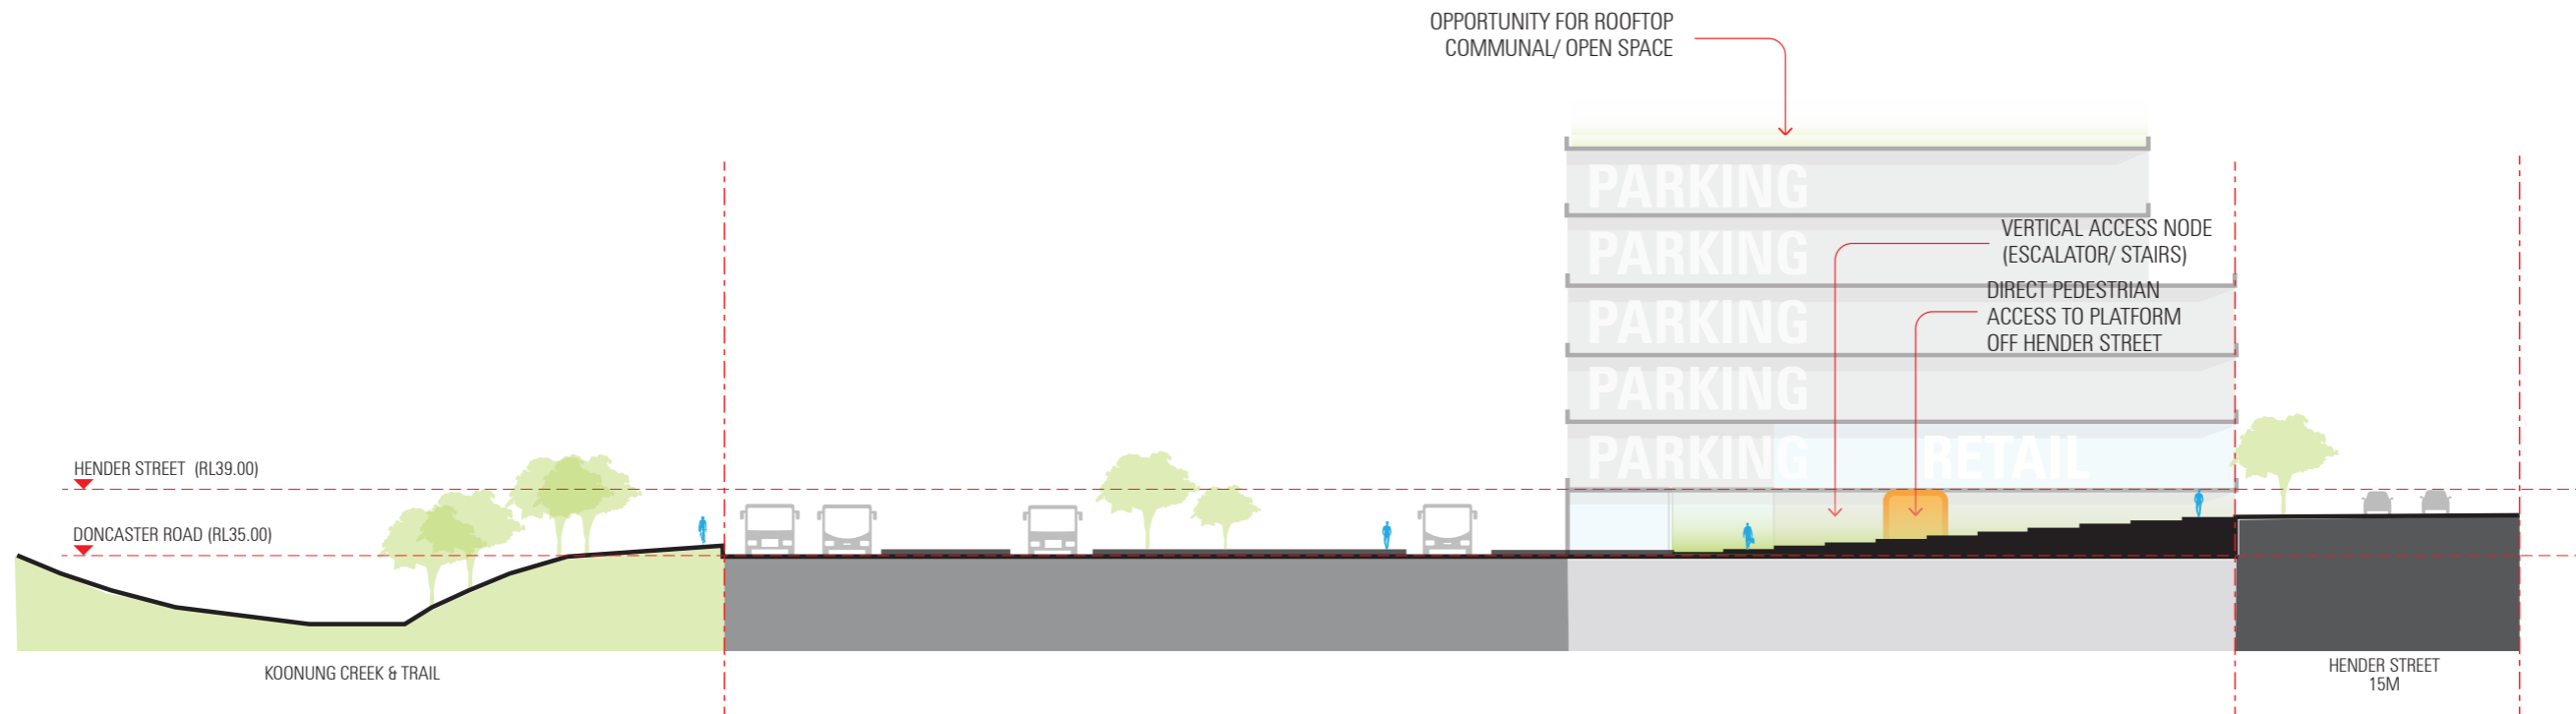 OPPORTUNITY FOR ROOFTOP
COMMUNAL/ OPEN SPACE
PARKING
PARKING
VERTICAL ACCESS NODE
(ESCALATOR/ STAIRS)
PARKING
DIRECT PEDESTRIAN
ACCESS TO PLATFORM
OFF HENDER STREET
PARKING
PARKING
RETAIL
HENDER STREET (RL39.00)
DONCASTER ROAD (RL35.00)
KOONUNG CREEK & TRAIL
HENDER STREET
15M